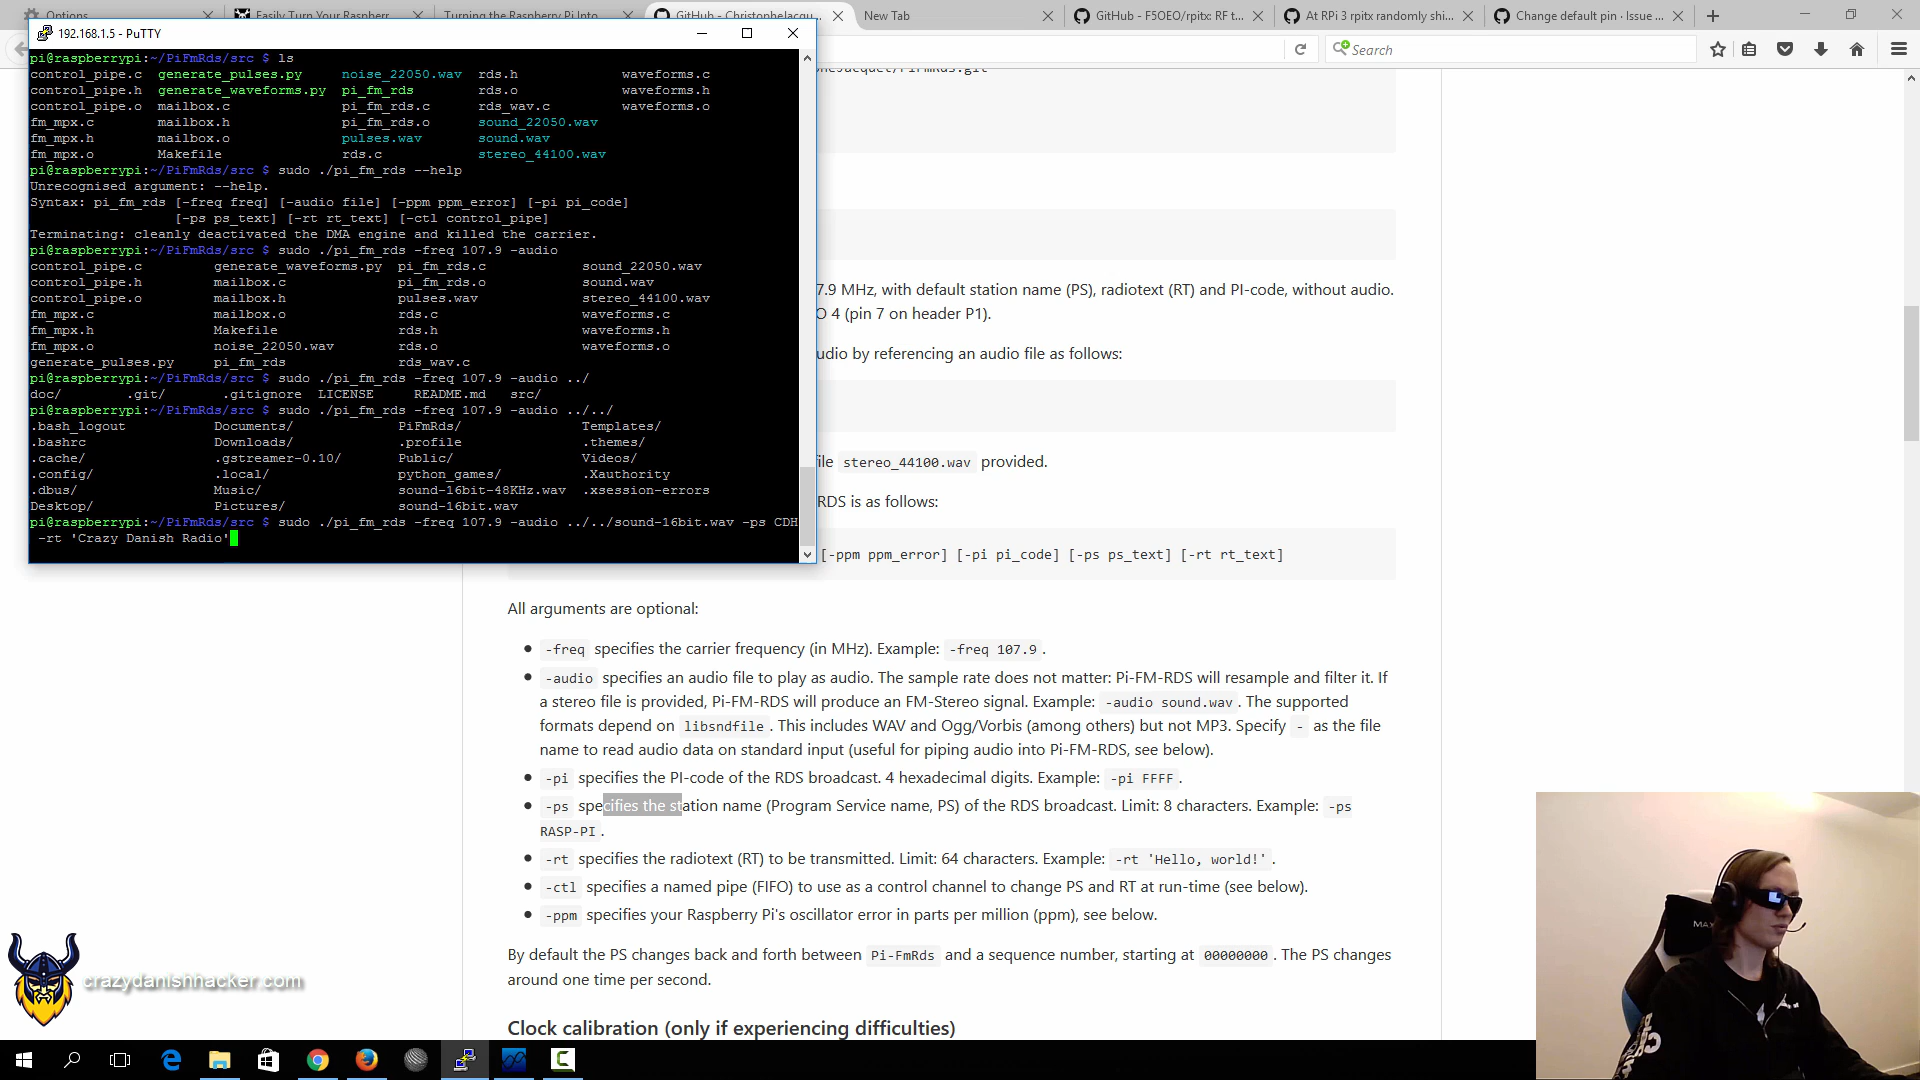 Options
Easily Turn Your Raspberr
Turning the Raspberry Pi Into
GitHub - ChristopheJacqu...
New Tab
GitHub - F5OEO/rpitx: RF t...
At RPi 3 rpitx randomly shi...
Change default pin · Issue ...
Search
192.168.1.5 - PuTTY
pi@raspberrypi:~/PiFmRds/src $ ls
control_pipe.c generate_pulses.py noise_22050.wav rds.h waveforms.c
control_pipe.h generate_waveforms.py pi_fm_rds rds.o waveforms.h
control_pipe.o mailbox.c pi_fm_rds.c rds_wav.c waveforms.o
fm_mpx.c mailbox.h pi_fm_rds.o sound_22050.wav
fm_mpx.h mailbox.o pulses.wav sound.wav
fm_mpx.o Makefile rds.c stereo_44100.wav
pi@raspberrypi:~/PiFmRds/src $ sudo ./pi_fm_rds --help
Unrecognised argument: --help.
Syntax: pi_fm_rds [-freq freq] [-audio file] [-ppm ppm_error] [-pi pi_code]
[-ps ps_text] [-rt rt_text] [-ctl control_pipe]
Terminating: cleanly deactivated the DMA engine and killed the carrier.
pi@raspberrypi:~/PiFmRds/src $ sudo ./pi_fm_rds -freq 107.9 -audio
control_pipe.c generate_waveforms.py pi_fm_rds.c sound_22050.wav
control_pipe.h mailbox.c pi_fm_rds.o sound.wav
control_pipe.o mailbox.h pulses.wav stereo_44100.wav
fm_mpx.c mailbox.o rds.c waveforms.c
fm_mpx.h Makefile rds.h waveforms.h
fm_mpx.o noise_22050.wav rds.o waveforms.o
generate_pulses.py pi_fm_rds rds_wav.c
pi@raspberrypi:~/PiFmRds/src $ sudo ./pi_fm_rds -freq 107.9 -audio ../
doc/ .git/ .gitignore LICENSE README.md src/
pi@raspberrypi:~/PiFmRds/src $ sudo ./pi_fm_rds -freq 107.9 -audio ../../
.bash_logout Documents/ PiFmRds/ Templates/
.bashrc Downloads/ .profile .themes/
.cache/ .gstreamer-0.10/ Public/ Videos/
.config/ .local/ python_games/ .Xauthority
.dbus/ Music/ sound-16bit-48KHz.wav .xsession-errors
Desktop/ Pictures/ sound-16bit.wav
pi@raspberrypi:~/PiFmRds/src $ sudo ./pi_fm_rds -freq 107.9 -audio ../../sound-16bit.wav -ps CDH
-rt 'Crazy Danish Radio'
7.9 MHz, with default station name (PS), radiotext (RT) and PI-code, without audio.
O 4 (pin 7 on header P1).
udio by referencing an audio file as follows:
ile stereo_44100.wav provided.
RDS is as follows:
[-ppm ppm_error] [-pi pi_code] [-ps ps_text] [-rt rt_text]
All arguments are optional:
-freq specifies the carrier frequency (in MHz). Example: -freq 107.9 .
-audio specifies an audio file to play as audio. The sample rate does not matter: Pi-FM-RDS will resample and filter it. If
a stereo file is provided, Pi-FM-RDS will produce an FM-Stereo signal. Example: -audio sound.wav . The supported
formats depend on libsndfile . This includes WAV and Ogg/Vorbis (among others) but not MP3. Specify - as the file
name to read audio data on standard input (useful for piping audio into Pi-FM-RDS, see below).
-pi specifies the PI-code of the RDS broadcast. 4 hexadecimal digits. Example: -pi FFFF .
-ps specifies the station name (Program Service name, PS) of the RDS broadcast. Limit: 8 characters. Example: -ps
RASP-PI .
-rt specifies the radiotext (RT) to be transmitted. Limit: 64 characters. Example: -rt 'Hello, world!' .
-ctl specifies a named pipe (FIFO) to use as a control channel to change PS and RT at run-time (see below).
-ppm specifies your Raspberry Pi's oscillator error in parts per million (ppm), see below.
By default the PS changes back and forth between Pi-FmRds and a sequence number, starting at 00000000 . The PS changes
around one time per second.
Clock calibration (only if experiencing difficulties)
crazydanishhacker.com